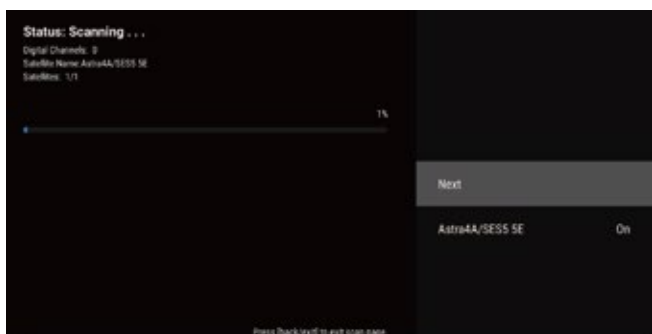 Status: Scanning . . .
Digital Channels: 0
Satellite Name:Astra4A/SES5 5E
Satellites: 1/1
1%
Next
Astra4A/SES5 5E On
Press [back/exit] to exit scan page